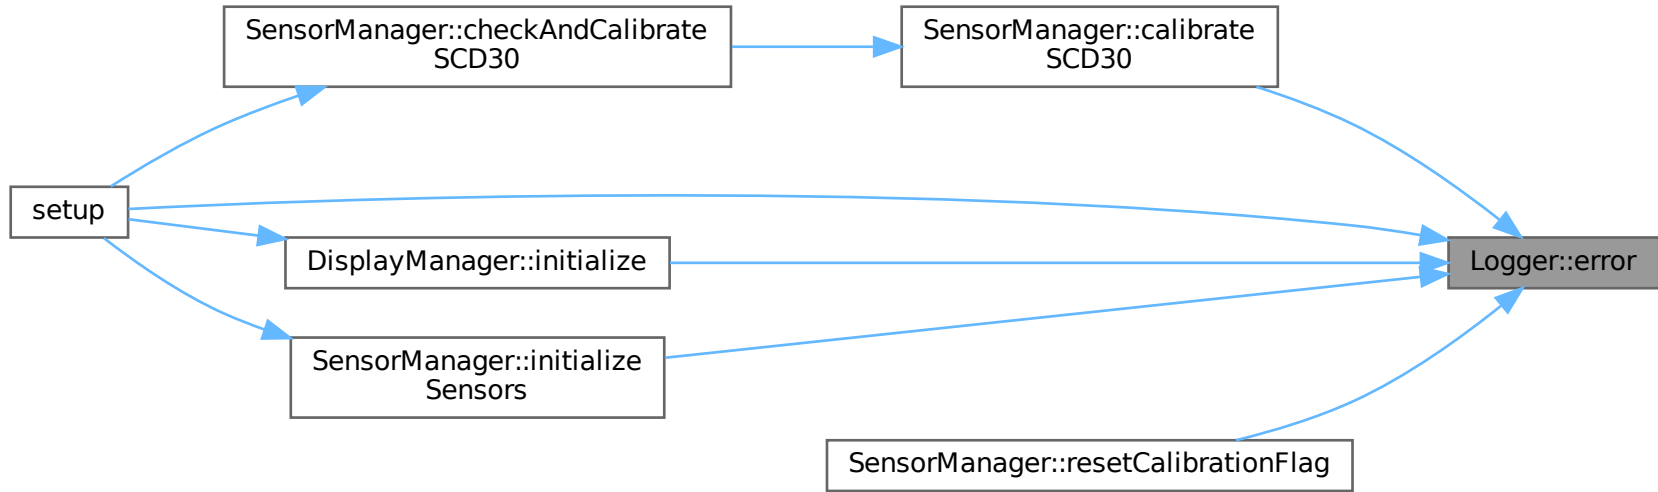 SensorManager::checkAndCalibrate
SCD30
SensorManager::calibrate
SCD30
setup
DisplayManager::initialize
Logger::error
SensorManager::initialize
Sensors
SensorManager::resetCalibrationFlag